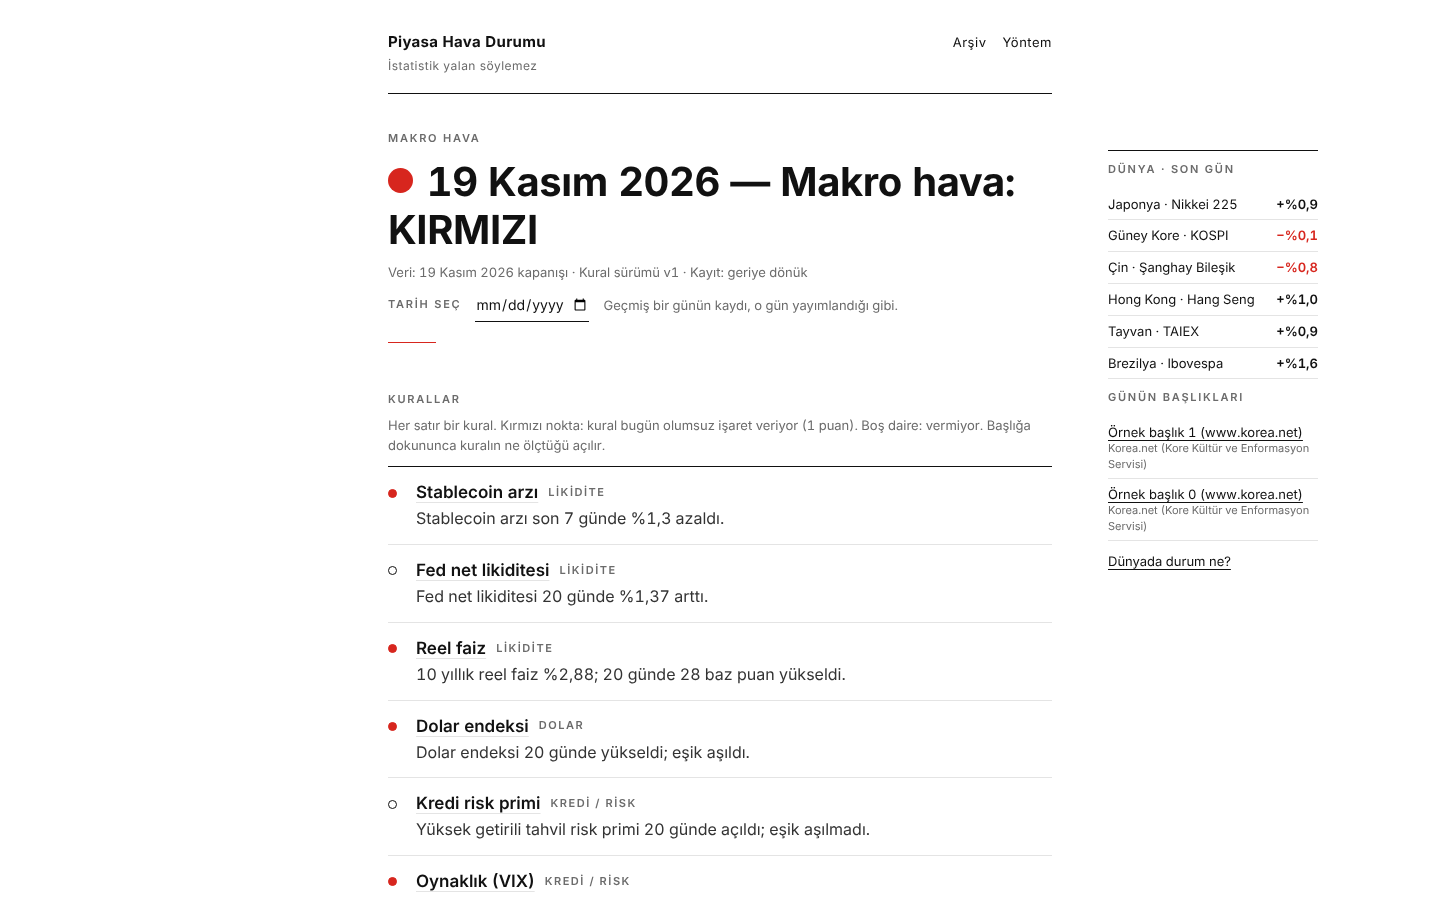 Piyasa Hava Durumu
İstatistik yalan söylemez
Arşiv Yöntem
MAKRO HAVA
19 Kasım 2026 — Makro hava:
KIRMIZI
Veri: 19 Kasım 2026 kapanışı · Kural sürümü v1 · Kayıt: geriye dönük
TARİH SEÇ mm/dd/yyyy Geçmiş bir günün kaydı, o gün yayımlandığı gibi.
KURALLAR
Her satır bir kural. Kırmızı nokta: kural bugün olumsuz işaret veriyor (1 puan). Boş daire: vermiyor. Başlığa
dokununca kuralın ne ölçtüğü açılır.
Stablecoin arzı LİKİDİTE
Stablecoin arzı son 7 günde %1,3 azaldı.
Fed net likiditesi LİKİDİTE
Fed net likiditesi 20 günde %1,37 arttı.
Reel faiz LİKİDİTE
10 yıllık reel faiz %2,88; 20 günde 28 baz puan yükseldi.
Dolar endeksi DOLAR
Dolar endeksi 20 günde yükseldi; eşik aşıldı.
Kredi risk primi KREDİ / RİSK
Yüksek getirili tahvil risk primi 20 günde açıldı; eşik aşılmadı.
Oynaklık (VIX) KREDİ / RİSK
DÜNYA · SON GÜN
Japonya · Nikkei 225 +%0,9
Güney Kore · KOSPI −%0,1
Çin · Şanghay Bileşik −%0,8
Hong Kong · Hang Seng +%1,0
Tayvan · TAIEX +%0,9
Brezilya · Ibovespa +%1,6
GÜNÜN BAŞLIKLARI
Örnek başlık 1 (www.korea.net)
Korea.net (Kore Kültür ve Enformasyon
Servisi)
Örnek başlık 0 (www.korea.net)
Korea.net (Kore Kültür ve Enformasyon
Servisi)
Dünyada durum ne?